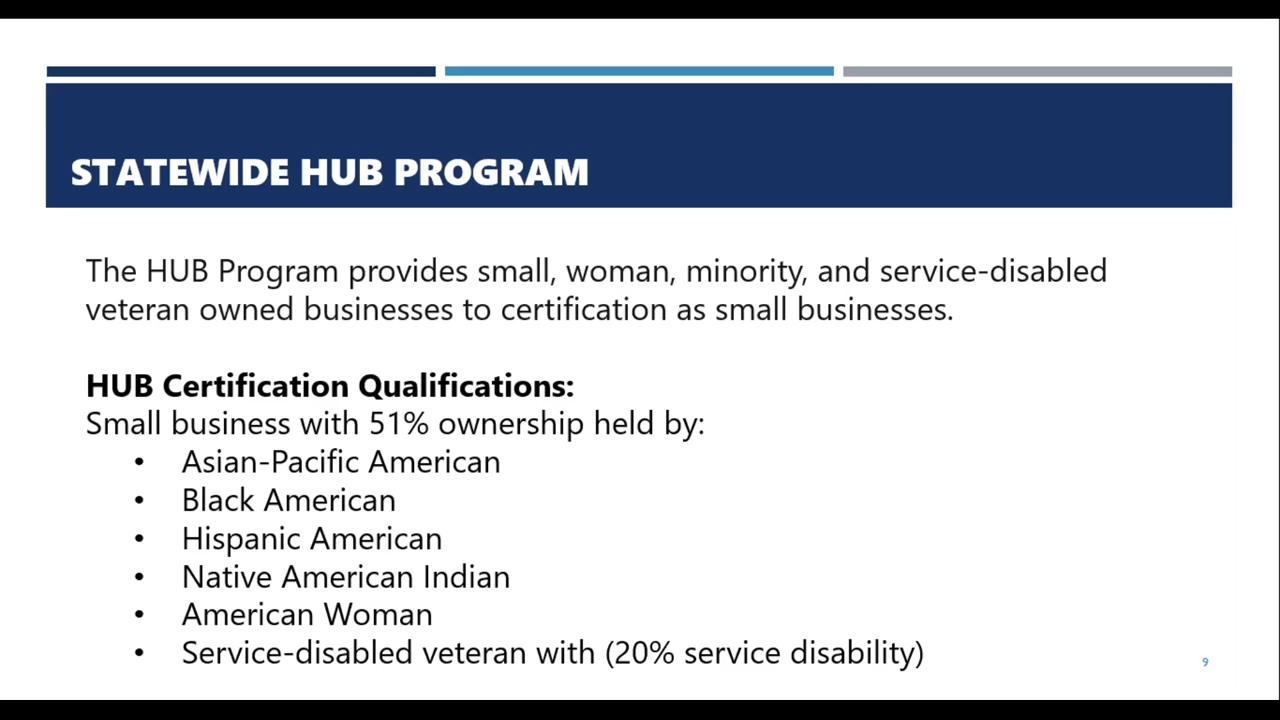 STATEWIDE HUB PROGRAM
The HUB Program provides small, woman, minority, and service-disabled
veteran owned businesses to certification as small businesses.
HUB Certification Qualifications:
Small business with 51% ownership held by:
• Asian-Pacific American
• Black American
• Hispanic American
• Native American Indian
• American Woman
• Service-disabled veteran with (20% service disability)
9